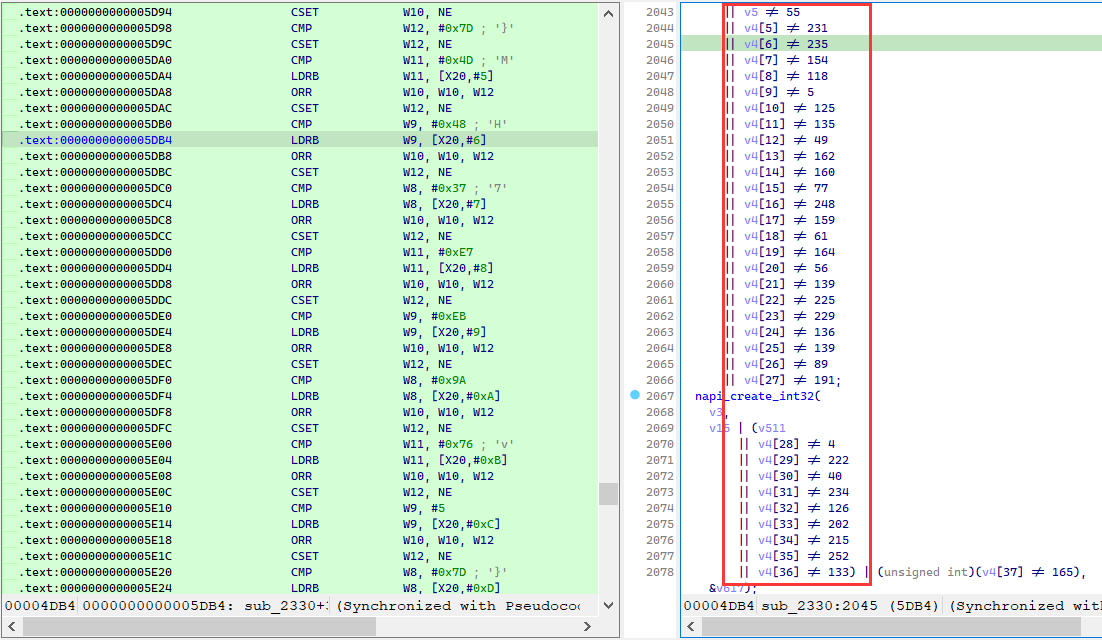 .text:0000000000005D94 CSET W10, NE
.text:0000000000005D98 CMP W12, #0x7D ; '}'
.text:0000000000005D9C CSET W12, NE
.text:0000000000005DA0 CMP W11, #0x4D ; 'M'
.text:0000000000005DA4 LDRB W11, [X20,#5]
.text:0000000000005DA8 ORR W10, W10, W12
.text:0000000000005DAC CSET W12,
.text:0000000000005DB0 CMP W9, #0x48 ; 'H'
.text:0000000000005DB4 LDRB W9, [X20,#6]
.text:0000000000005DB8 ORR W10, W10, W12
.text:0000000000005DBC CSET W12, NE
.text:0000000000005DC0 CMP W8, #0x37 ; '7'
.text:0000000000005DC4 LDRB W8, [X20,#7]
.text:0000000000005DC8 ORR W10, W10, W12
.text:0000000000005DCC CSET W12, NE
.text:0000000000005DD0 CMP W11, #0xE7
.text:0000000000005DD4 LDRB W11, [X20,#8]
.text:0000000000005DD8 ORR W10, W10, W12
.text:0000000000005DDC CSET W12, NE
.text:0000000000005DE0 CMP W9, #0xEB
.text:0000000000005DE4 LDRB W9, [X20,#9]
.text:0000000000005DE8 ORR W10, W10, W12
.text:0000000000005DEC CSET W12, NE
.text:0000000000005DF0 CMP W8, #0x9A
.text:0000000000005DF4 LDRB W8, [X20,#0xA]
.text:0000000000005DF8 ORR W10, W10, W12
.text:0000000000005DFC CSET W12, NE
.text:0000000000005E00 CMP W11, #0x76 ; 'v'
.text:0000000000005E04 LDRB W11, [X20,#0xB]
.text:0000000000005E08 ORR W10, W10, W12
.text:0000000000005E0C CSET W12, NE
.text:0000000000005E10 CMP W9, #5
.text:0000000000005E14 LDRB W9, [X20,#0xC]
.text:0000000000005E18 ORR W10, W10, W12
.text:0000000000005E1C CSET W12,
.text:0000000000005E20 CMP W8, #0x7D ; '}'
.text:0000000000005E24 LDRB W8, [X20,#0xD]
00004DB4 0000000000005DB4: sub_2330+3 (Synchronized with Pseudoco
2043 || v5 ≠ 55
2044 || v4[5] ≠ 231
2045 || v4[6] ≠ 235
2046 || v4[7] ≠ 154
2047 || v4[8] ≠ 118
2048 || v4[9] ≠ 5
2049 || v4[10] ≠ 125
2050 || v4[11] ≠ 135
2051 || v4[12] ≠ 49
2052 || v4[13] ≠ 162
2053 || v4[14] ≠ 160
2054 || v4[15] ≠ 77
2055 || v4[16] ≠ 248
2056 || v4[17] ≠ 159
2057 || v4[18] ≠ 61
2058 || v4[19] ≠ 164
2059 || v4[20] ≠ 56
2060 || v4[21] ≠ 139
2061 || v4[22] ≠ 225
2062 || v4[23] ≠ 229
2063 || v4[24] ≠ 136
2064 || v4[25] ≠ 139
2065 || v4[26] ≠ 89
2066 || v4[27] ≠ 191;
2067 napi_create_int32(
2068 v3,
2069 v15 | (v511
2070 || v4[28] ≠ 4
2071 || v4[29] ≠ 222
2072 || v4[30] ≠ 40
2073 || v4[31] ≠ 234
2074 || v4[32] ≠ 126
2075 || v4[33] ≠ 202
2076 || v4[34] ≠ 215
2077 || v4[35] ≠ 252
2078 || v4[36] ≠ 133) | (unsigned int)(v4[37] ≠ 165),
&v617);
00004DB4 sub_2330:2045 (5DB4) (Synchronized wit